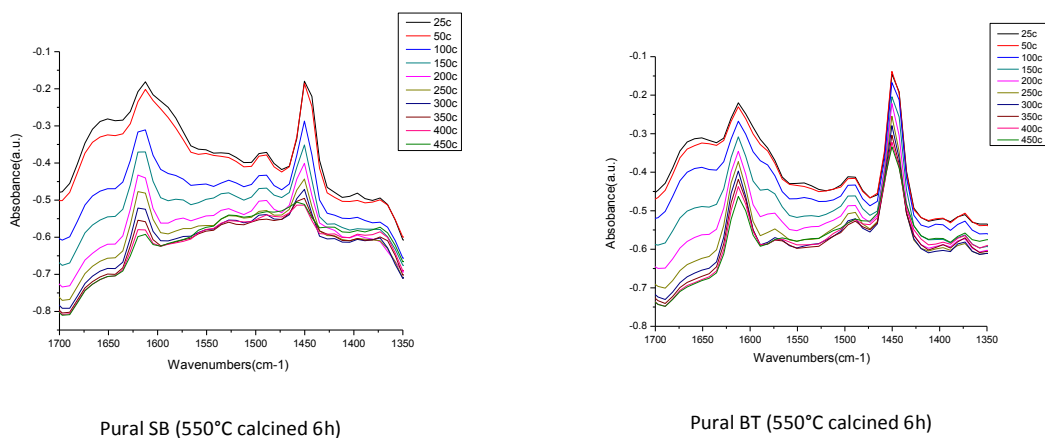 25c
50c
100c
150c
200c
250c
300c
350c
400c
450c
-0.1
-0.2
-0.3
-0.4
-0.5
-0.6
-0.7
-0.8
Absorbance(a.u.)
1700 1650 1600 1550 1500 1450 1400 1350
Wavenumbers(cm-1)
Pural SB (550°C calcined 6h)
25c
50c
100c
150c
200c
250c
300c
350c
400c
450c
-0.1
-0.2
-0.3
-0.4
-0.5
-0.6
-0.7
-0.8
Absorbance(a.u.)
1700 1650 1600 1550 1500 1450 1400 1350
Wavenumbers(cm-1)
Pural BT (550°C calcined 6h)